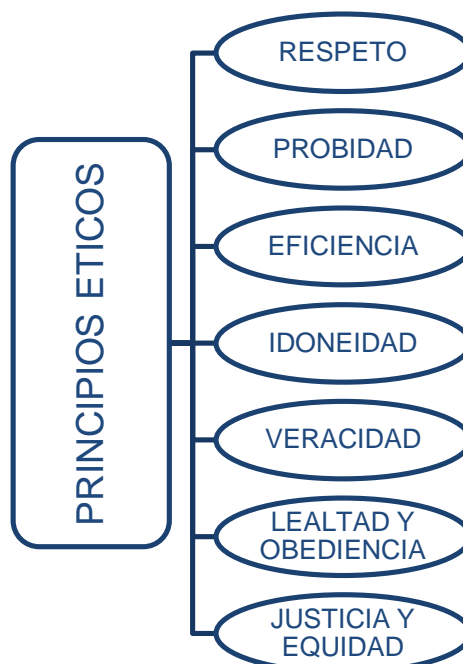 PRINCIPIOS ETICOS
RESPETO
PROBIDAD
EFICIENCIA
IDONEIDAD
VERACIDAD
LEALTAD Y
OBEDIENCIA
JUSTICIA Y
EQUIDAD